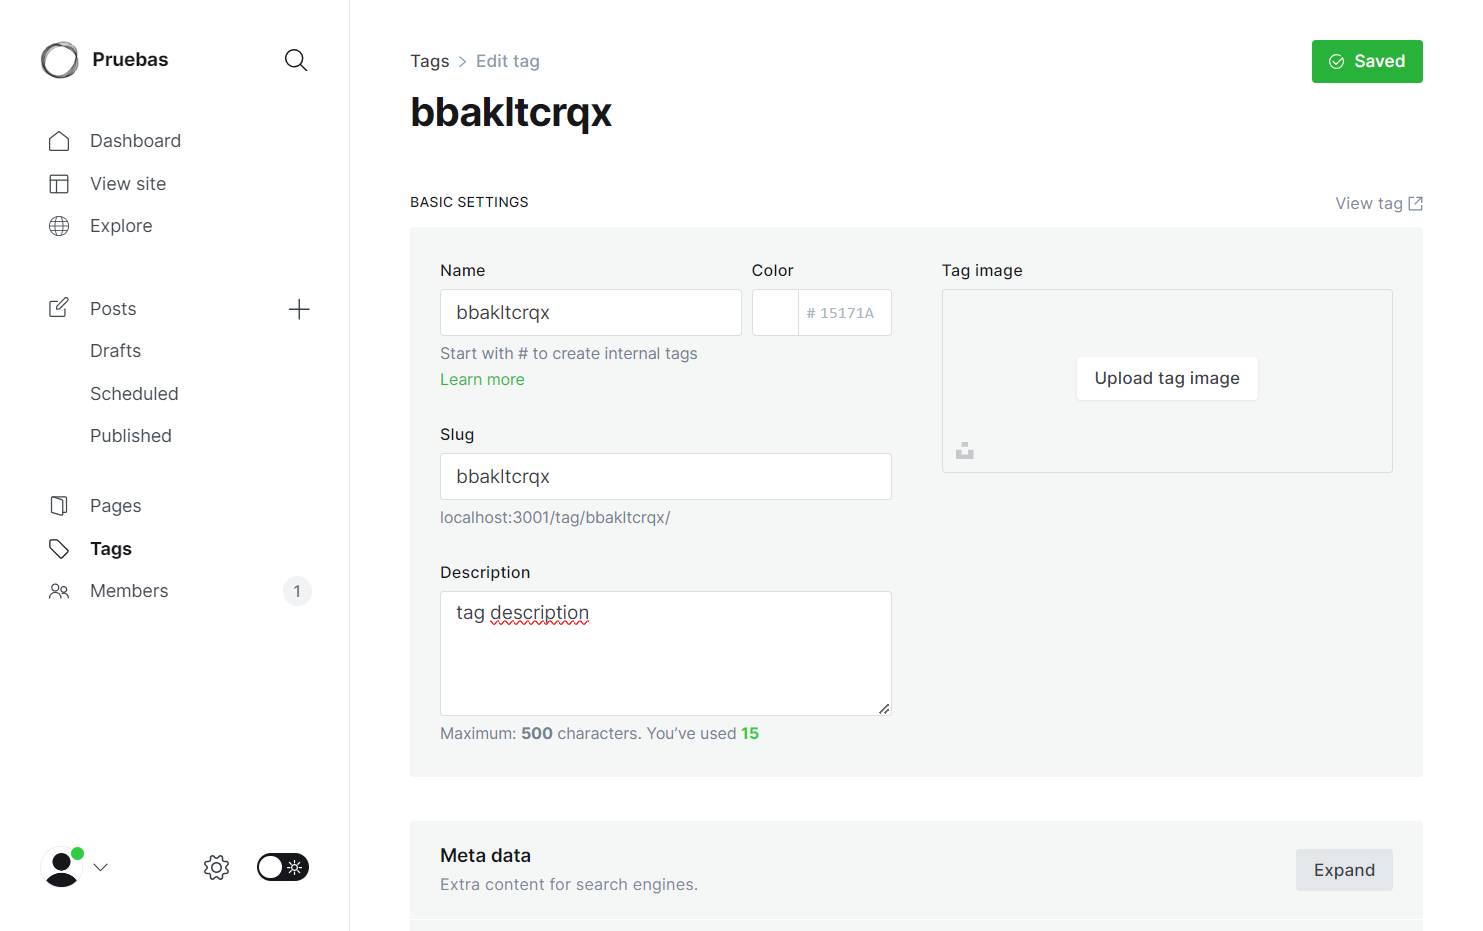 Pruebas
Dashboard
View site
Explore
Posts
Drafts
Scheduled
Published
Pages
Tags
Members 1
Tags > Edit tag
Saved
bbakltcrqx
BASIC SETTINGS
View tag
Name
bbakltcrqx
Start with # to create internal tags
Learn more
Color
# 15171A
Slug
bbakltcrqx
localhost:3001/tag/bbakltcrqx/
Description
tag description
Maximum: 500 characters. You’ve used 15
Tag image
Upload tag image
Meta data
Extra content for search engines.
Expand